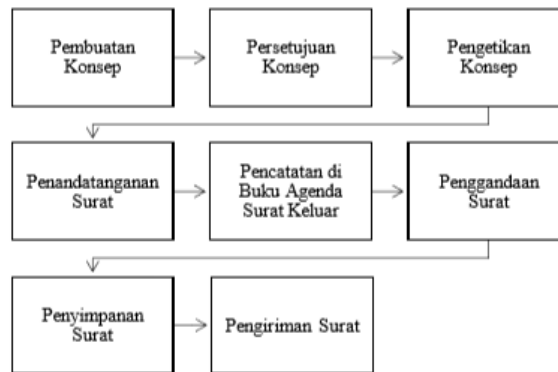 Pembuatan
Konsep
Persetujuan
Konsep
Pengetikan
Konsep
Penandatanganan
Surat
Pencatatan di
Buku Agenda
Surat Keluar
Penggandaan
Surat
Penyimpanan
Surat
Pengiriman Surat